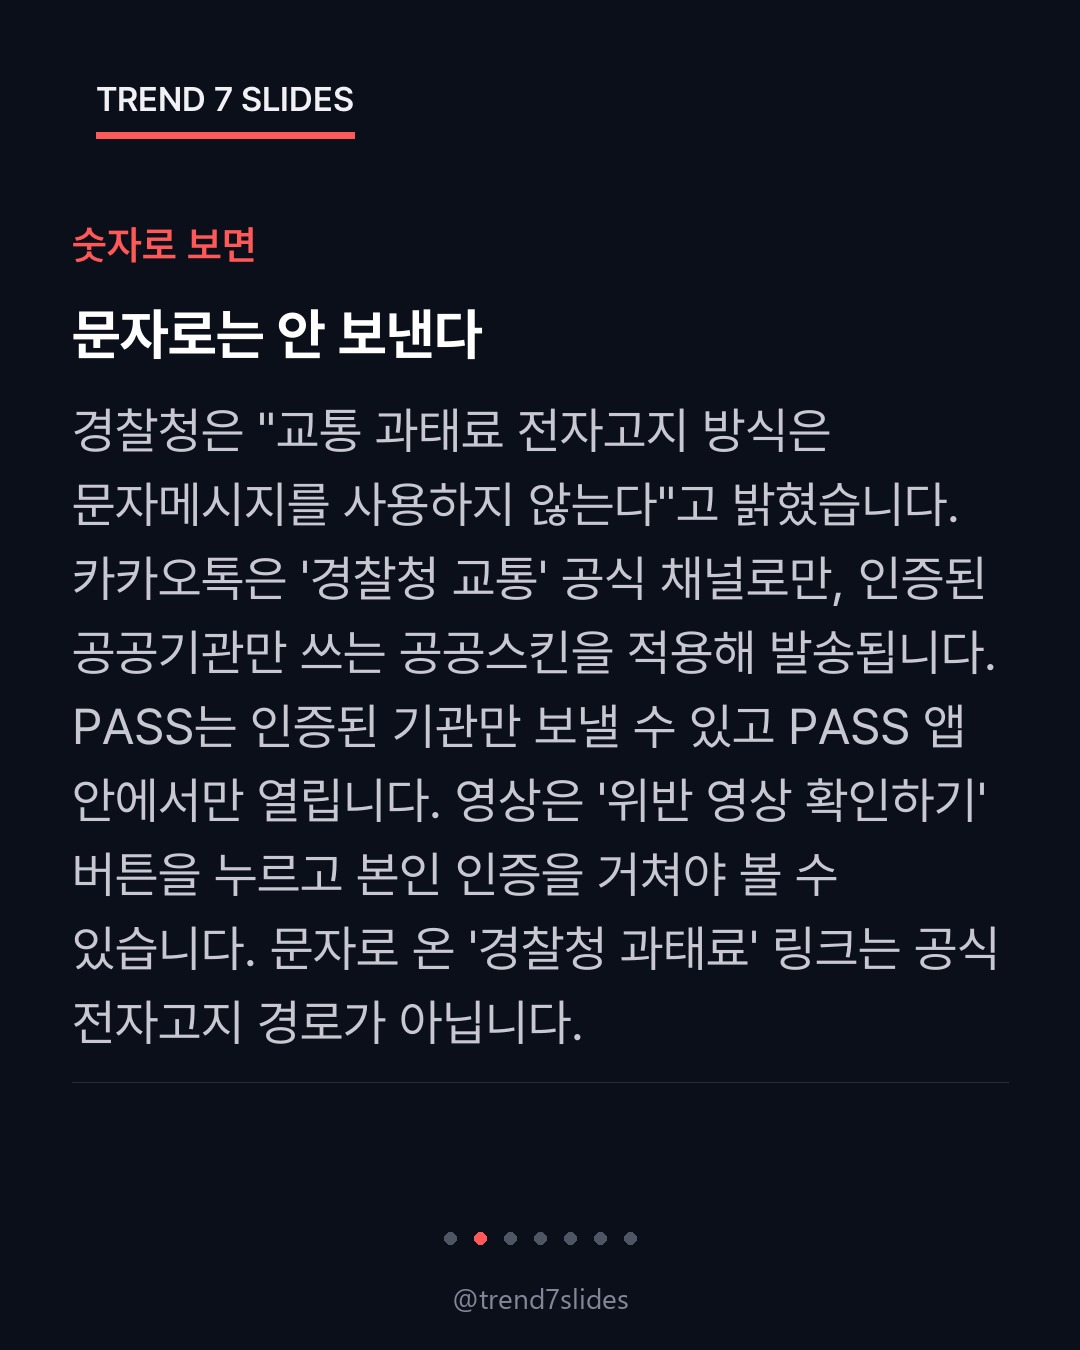 TREND 7 SLIDES
숫자로 보면
문자로는 안 보낸다
경찰청은 "교통 과태료 전자고지 방식은
문자메시지를 사용하지 않는다"고 밝혔습니다.
카카오톡은 '경찰청 교통' 공식 채널로만, 인증된
공공기관만 쓰는 공공스킨을 적용해 발송됩니다.
PASS는 인증된 기관만 보낼 수 있고 PASS 앱
안에서만 열립니다. 영상은 '위반 영상 확인하기'
버튼을 누르고 본인 인증을 거쳐야 볼 수
있습니다. 문자로 온 '경찰청 과태료' 링크는 공식
전자고지 경로가 아닙니다.
@trend7slides